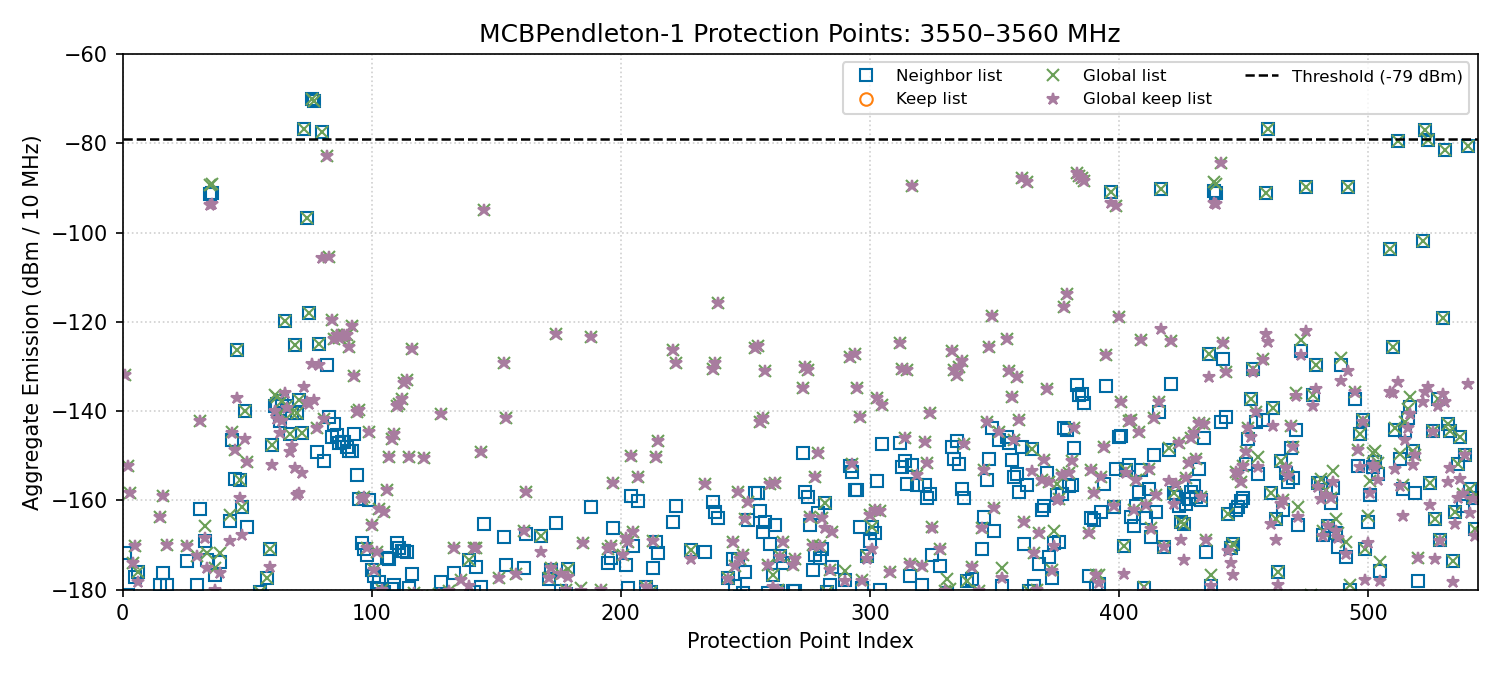 MCBPendleton-1 Protection Points: 3550–3560 MHz
Aggregate Emission (dBm / 10 MHz)
−60
−80
−100
−120
−140
−160
−180
Neighbor list
Keep list
Global list
Global keep list
Threshold (-79 dBm)
0
100
200
300
400
500
Protection Point Index